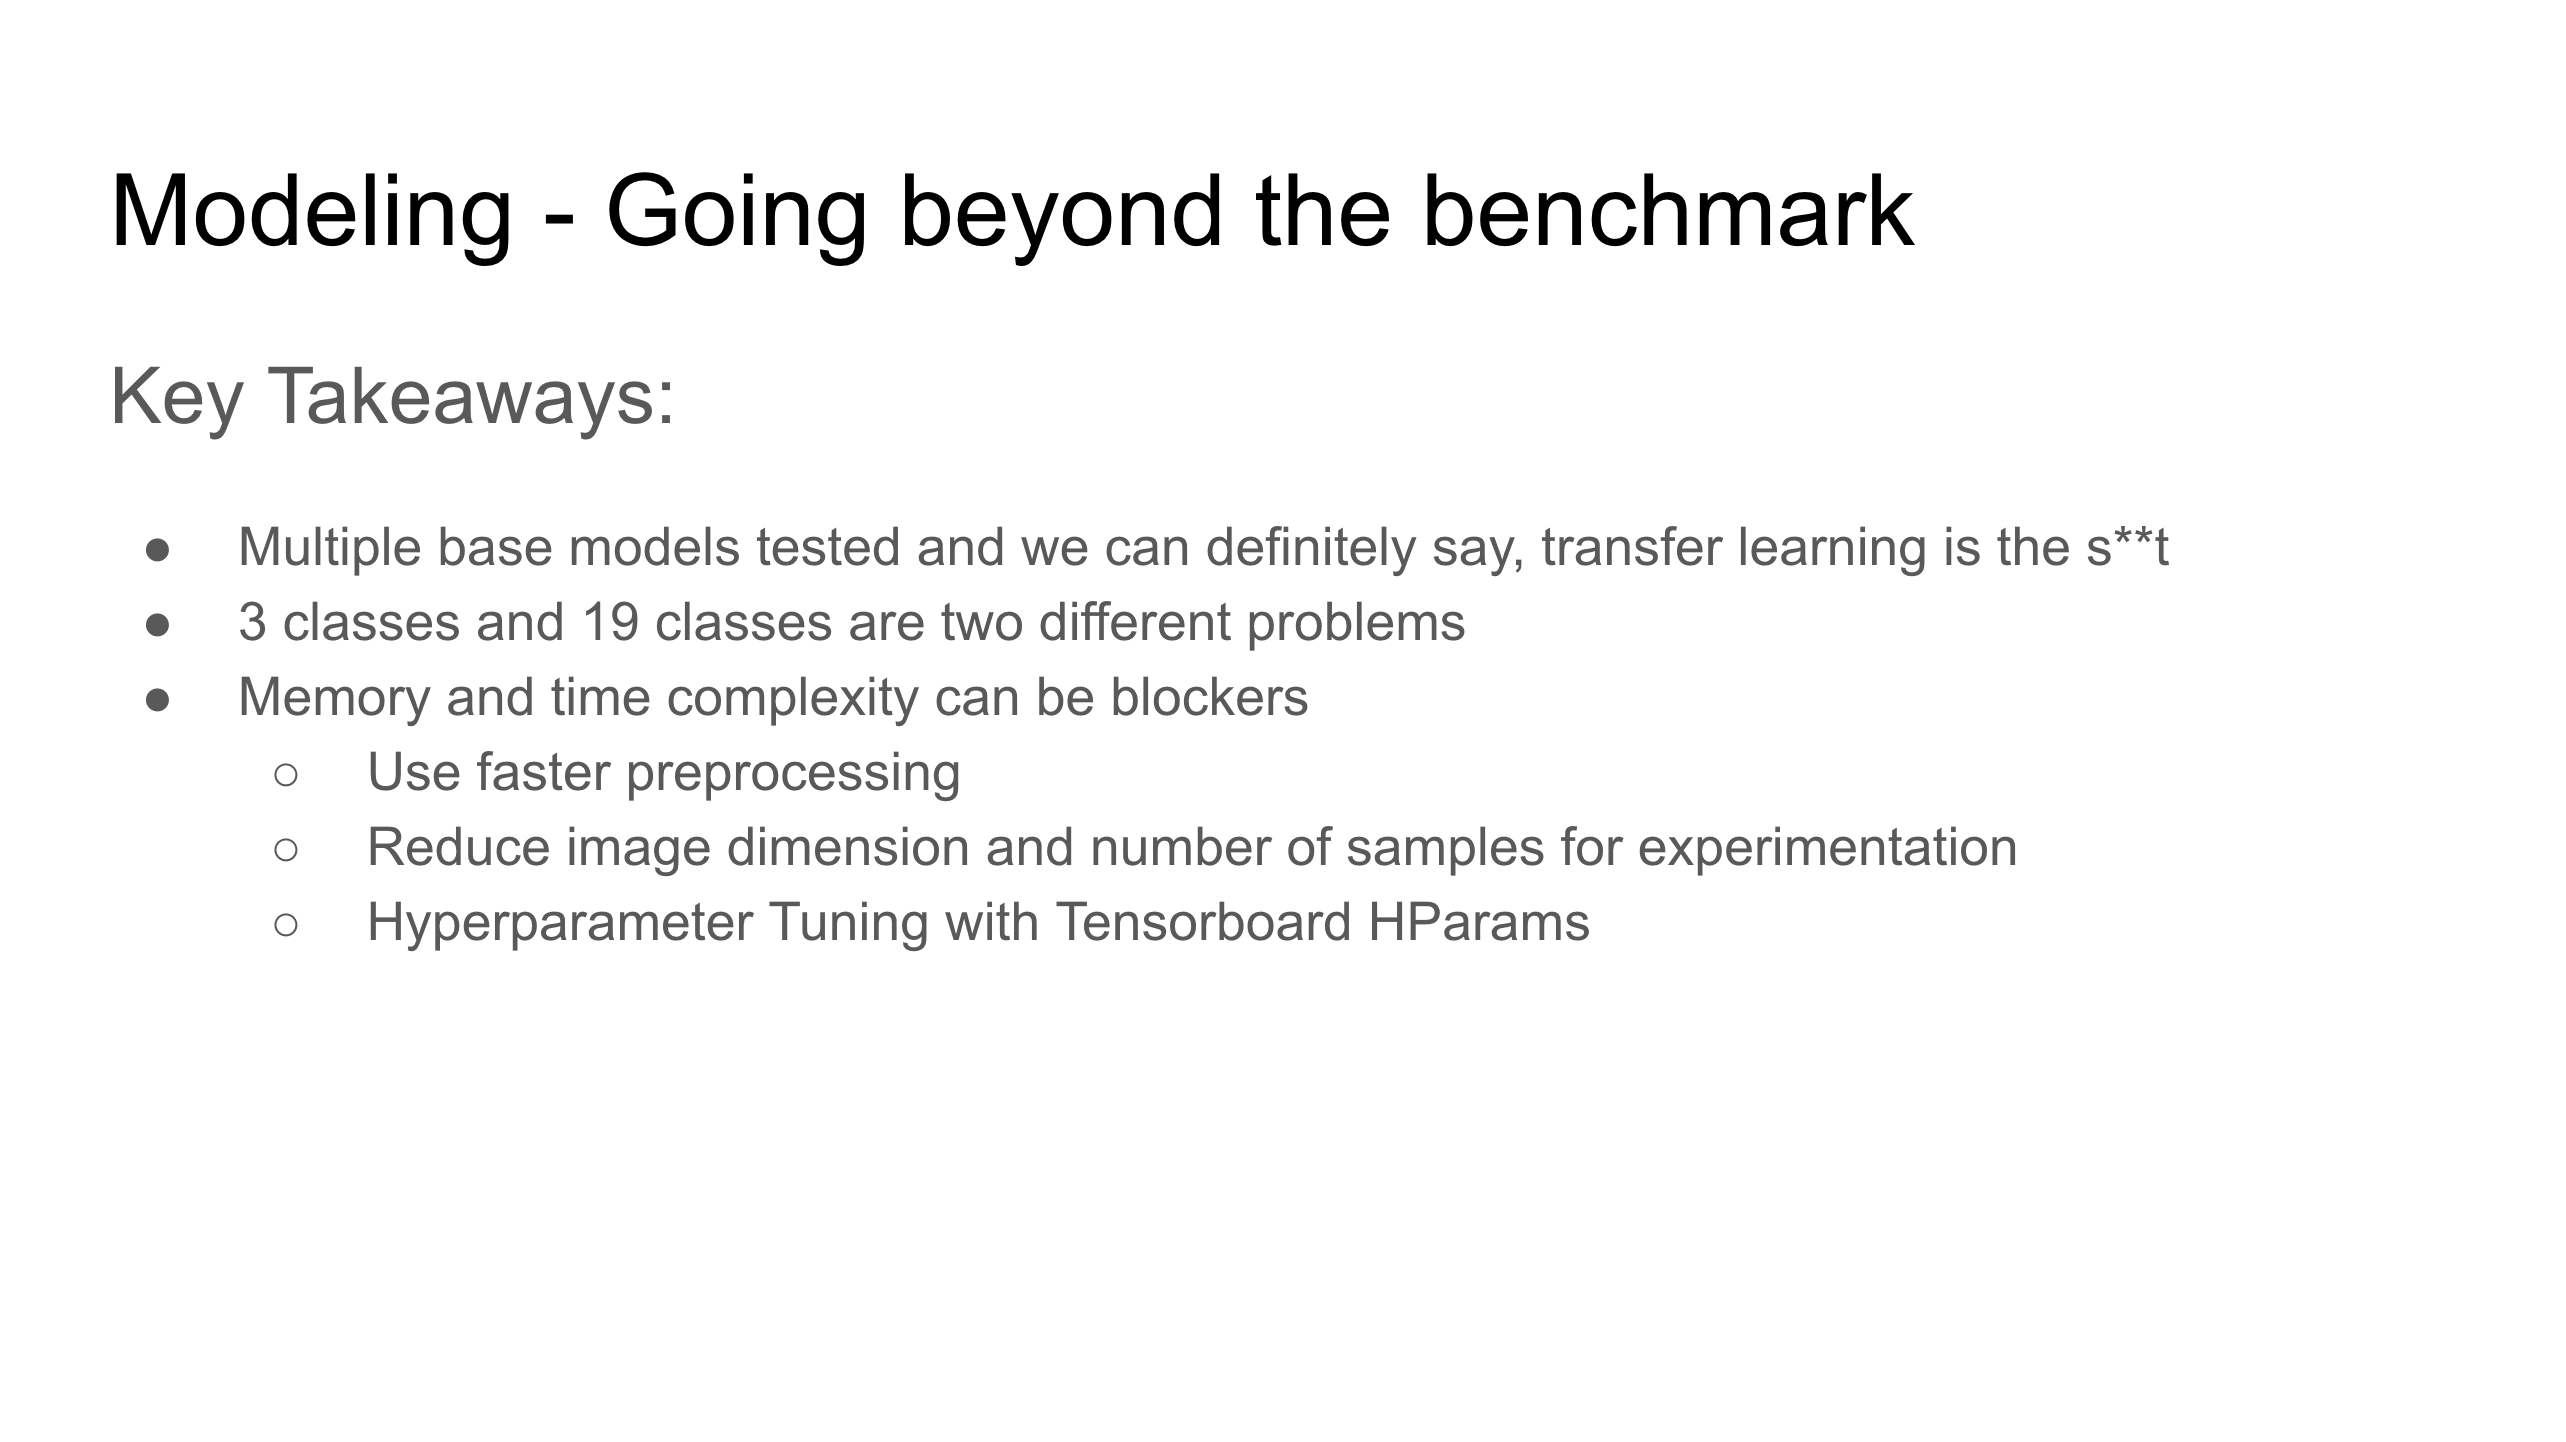 Modeling - Going beyond the benchmark
Key Takeaways:
● Multiple base models tested and we can definitely say, transfer learning is the s**t
● 3 classes and 19 classes are two different problems
● Memory and time complexity can be blockers
○ Use faster preprocessing
○ Reduce image dimension and number of samples for experimentation
○ Hyperparameter Tuning with Tensorboard HParams